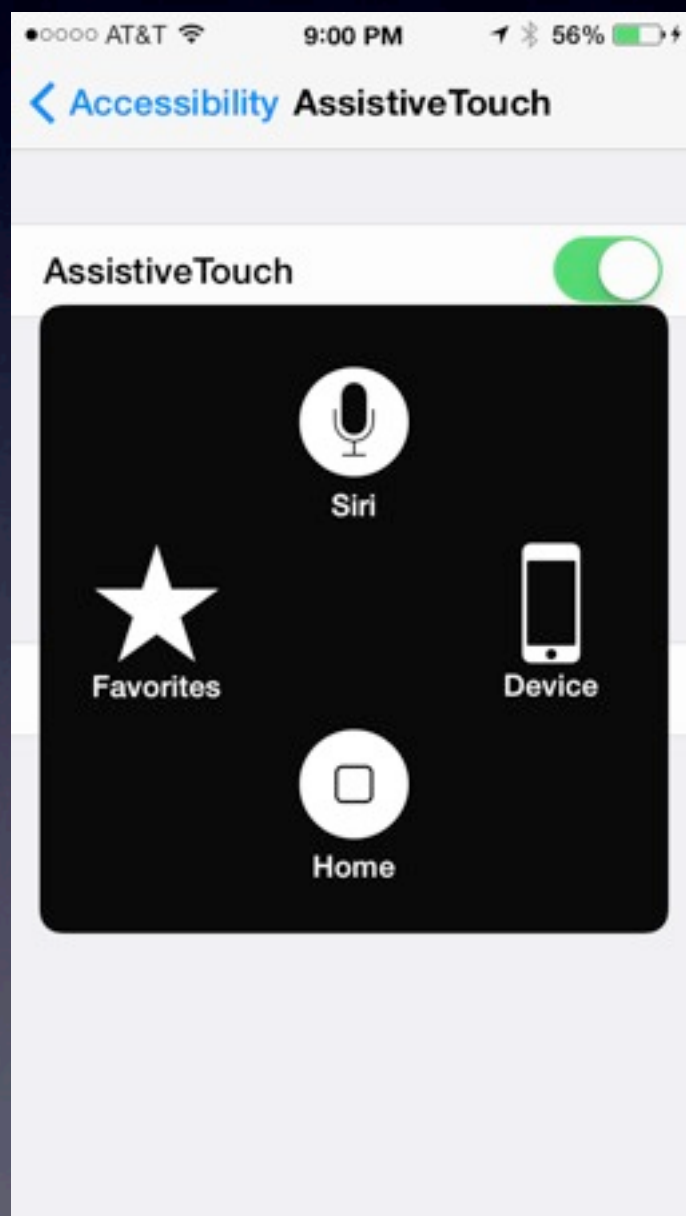 AT&T 9:00 PM 56%
Accessibility AssistiveTouch
AssistiveTouch
Siri
Favorites Device
Home